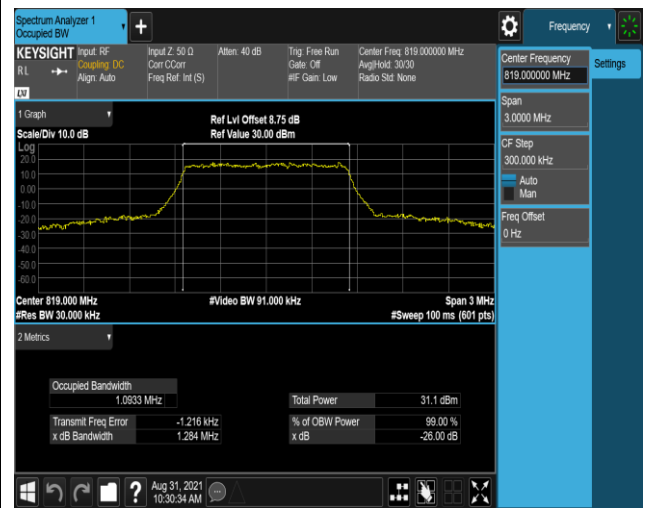 Spectrum Analyzer 1
Occupied BW
Frequency
KEYSIGHT
RL
LXI
Input: RF
Coupling: DC
Align: Auto
Input Z: 50 Ω
Corr CCorr
Freq Ref: Int (S)
Atten: 40 dB
Trig: Free Run
Gate: Off
#IF Gain: Low
Center Freq: 819.000000 MHz
Avg|Hold: 30/30
Radio Std: None
Center Frequency
819.000000 MHz
Settings
Span
3.0000 MHz
CF Step
300.000 kHz
Auto
Man
Freq Offset
0 Hz
1 Graph
Scale/Div 10.0 dB
Ref Lvl Offset 8.75 dB
Ref Value 30.00 dBm
Log
20.0
10.0
0.00
-10.0
-20.0
-30.0
-40.0
-50.0
-60.0
Center 819.000 MHz
#Video BW 91.000 kHz
Span 3 MHz
#Res BW 30.000 kHz
#Sweep 100 ms (601 pts)
2 Metrics
Occupied Bandwidth
1.0933 MHz
Total Power 31.1 dBm
Transmit Freq Error -1.216 kHz
% of OBW Power 99.00 %
x dB Bandwidth 1.284 MHz
x dB -26.00 dB
?
Aug 31, 2021
10:30:34 AM